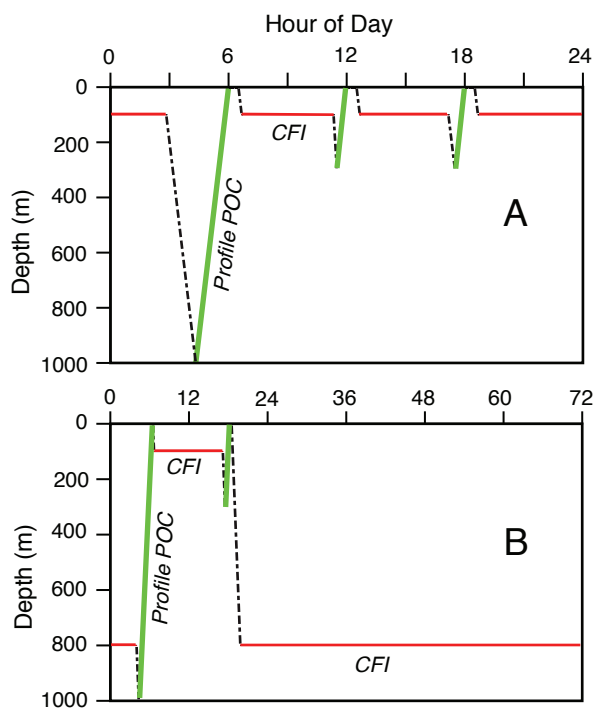 Hour of Day
0 6 12 18 24
0
200
400
600
800
1000
Depth (m)
CFI
Profile POC
A
0 12 24 36 48 60 72
0
200
400
600
800
1000
Depth (m)
CFI
Profile POC
B
CFI